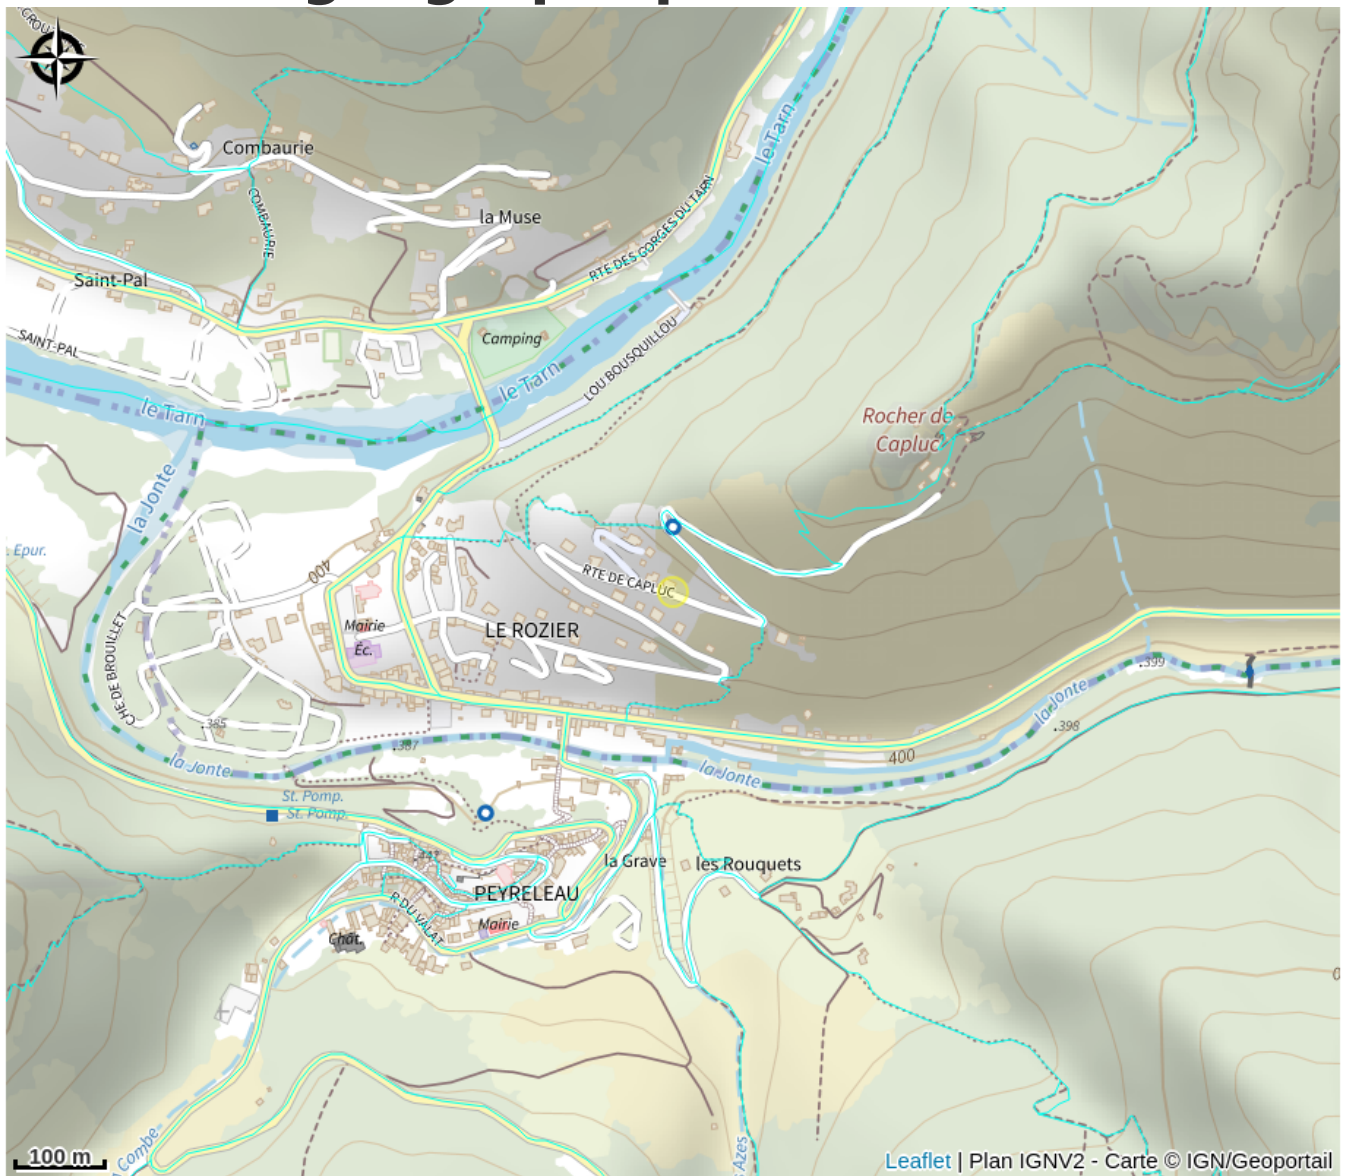 Combaurie
COMBAURIE
la Muse
le Tarn
RTE DES GORGES DU TARN
Saint-Pal
SAINT-PAL
Camping
le Tarn
LOU BOUSQUILLOU
le Tarn
Rocher de
Capluc
la Jonte
Epur.
400
RTE DE CAPLUC
Mairie
LE ROZIER
Éc.
CHE DE BROUILLET
.399
la Jonte
.385
.387
.398
400
la Jonte
la Jonte
St. Pomp.
St. Pomp.
la Grave
les Rouquets
PEYRELEAU
R DU VALAT
Mairie
Chât.
100 m
Combe
Azes
Leaflet | Plan IGNV2 - Carte © IGN/Geoportail